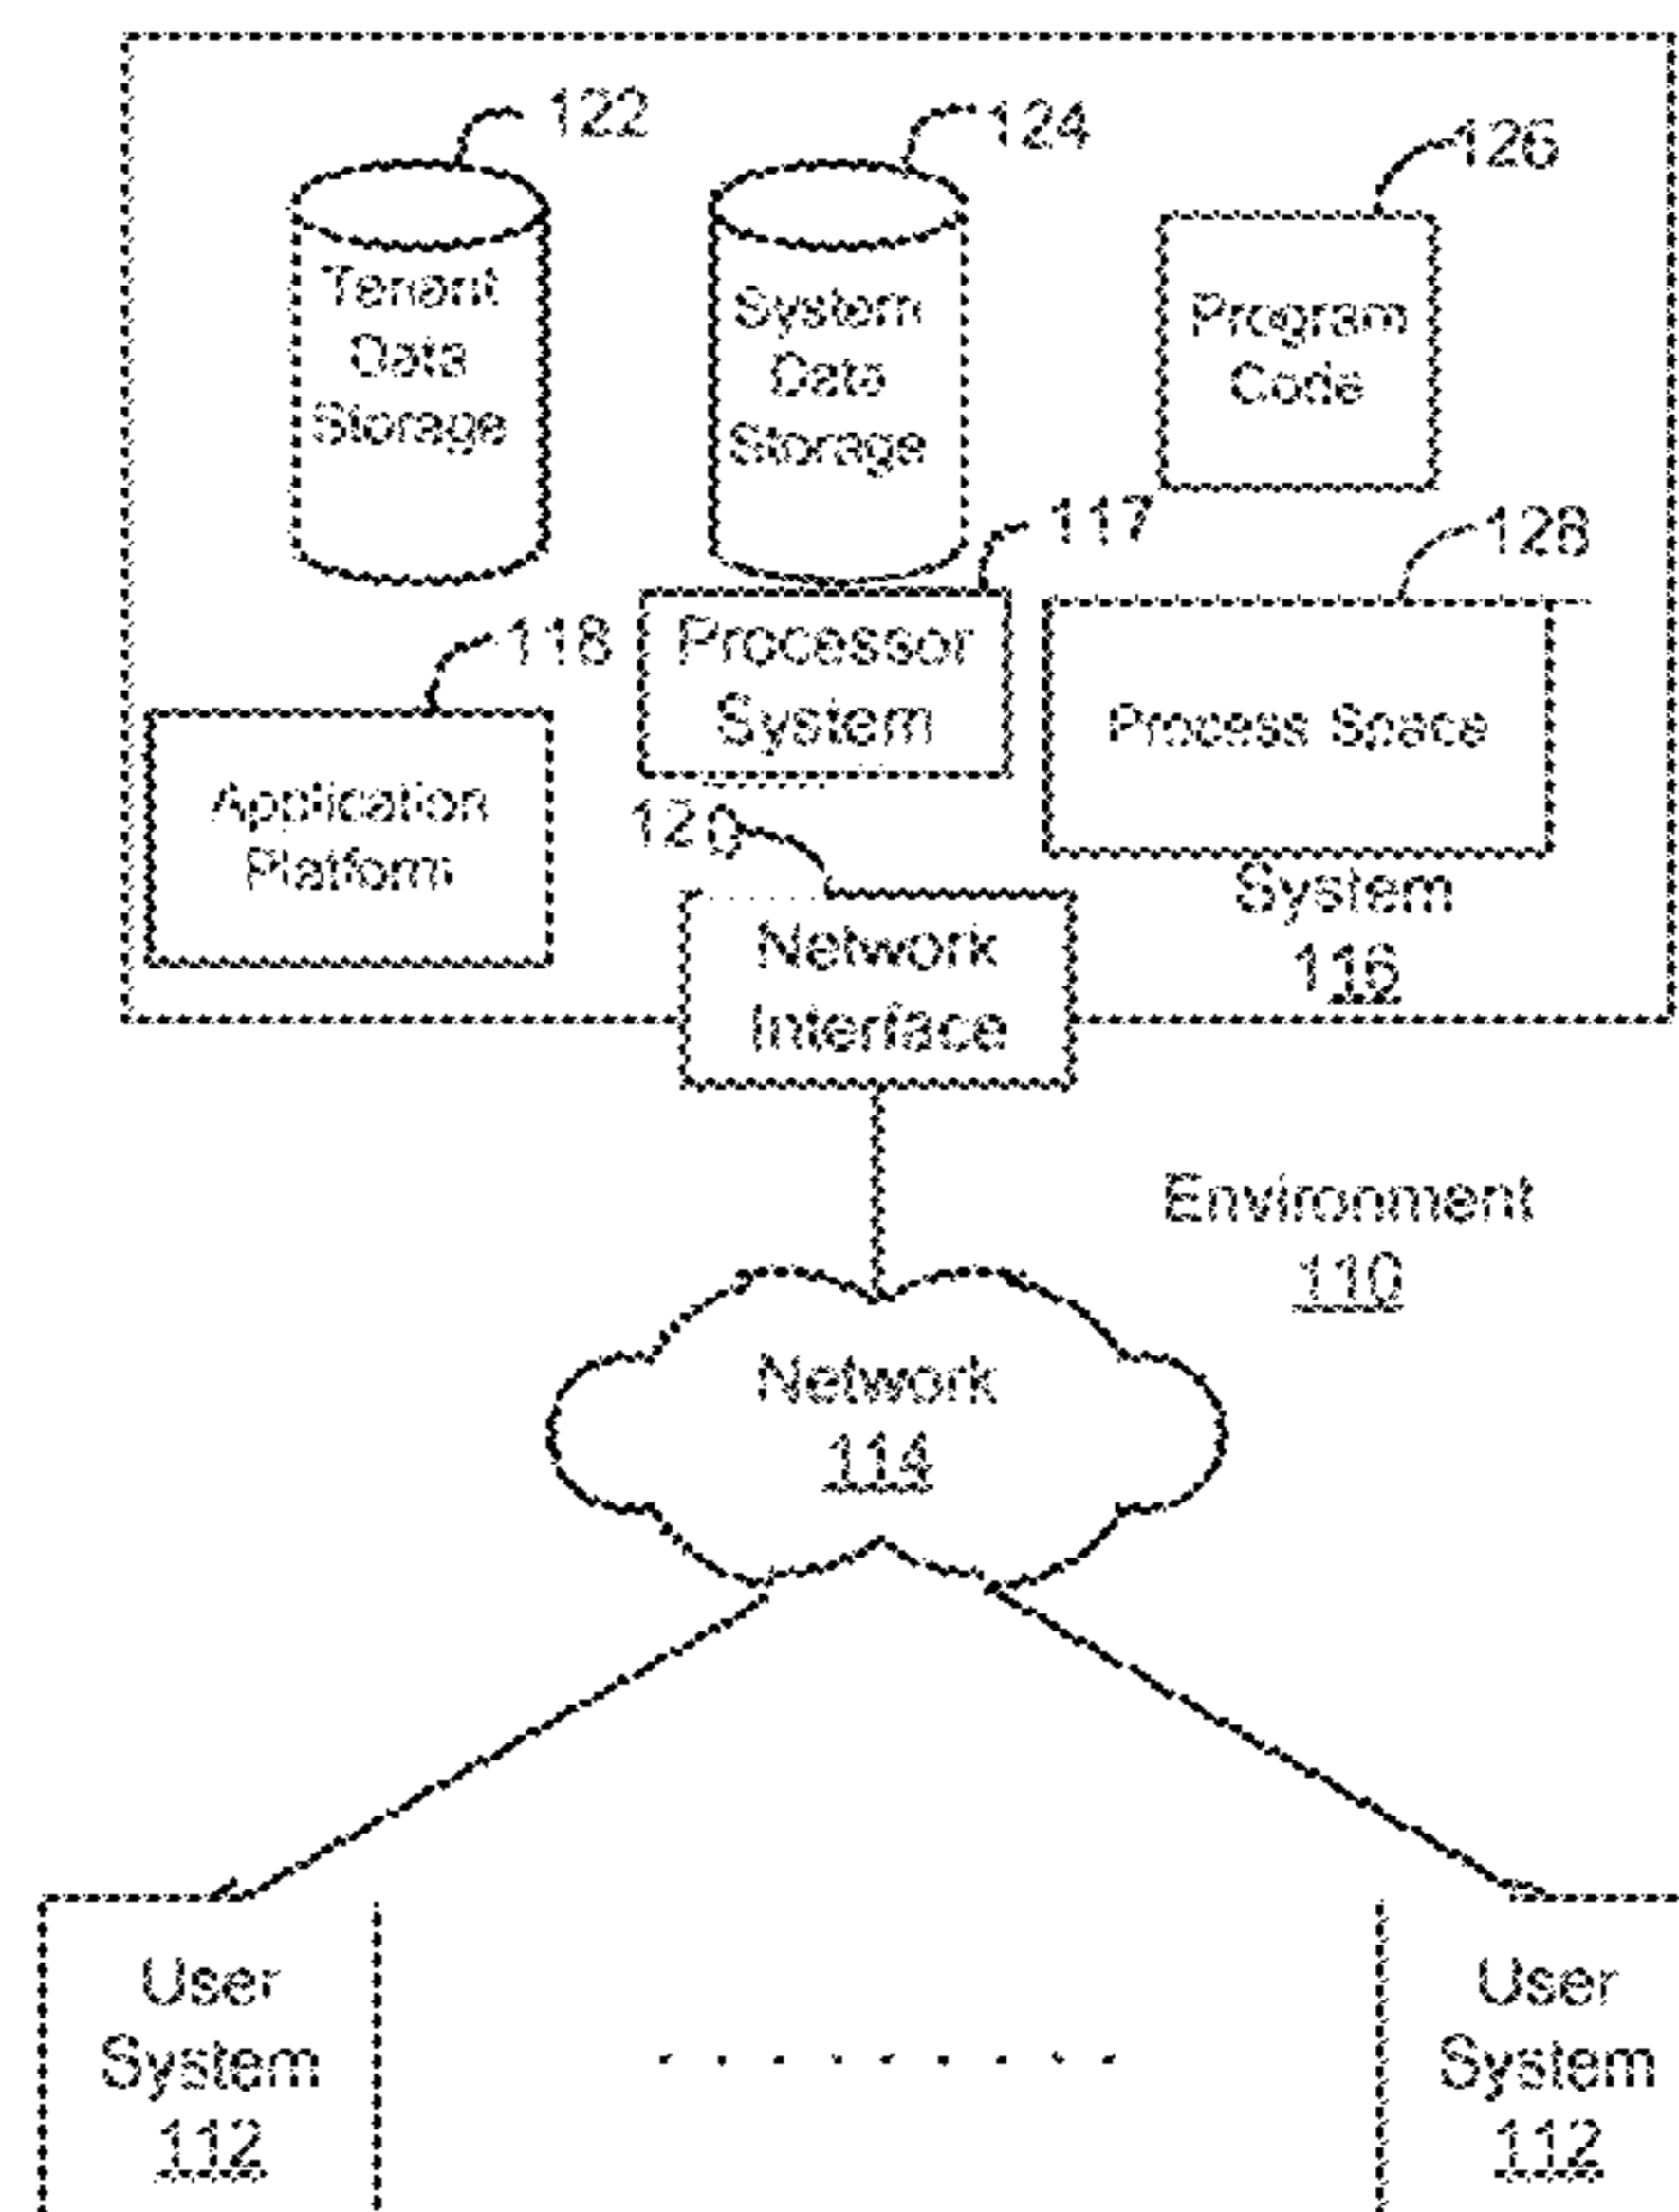 122
124
126
Tenant
Data
Storage
System
Data
Storage
Program
Code
117
128
118
Processor
System
Process Space
Application
Platform
120
System
116
Network
Interface
Environment
110
Network
114
User
System
112
. . . . . . . . .
User
System
112